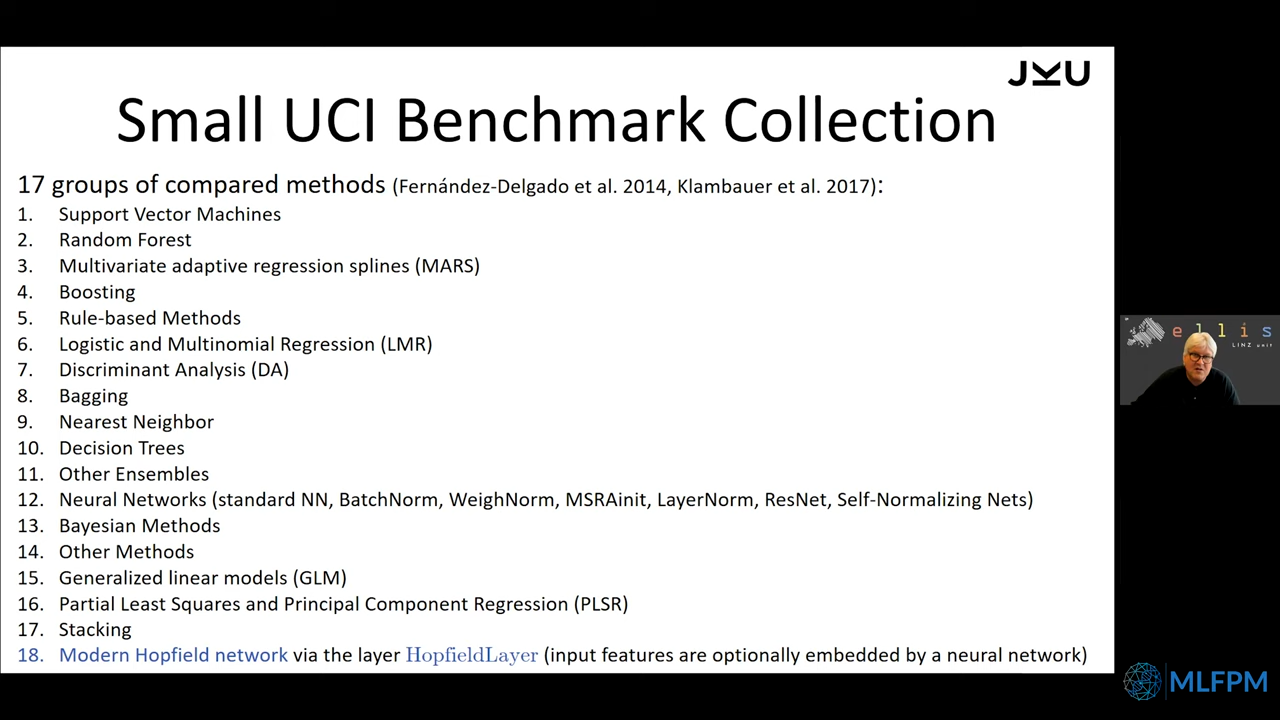 JKU
Small UCI Benchmark Collection
17 groups of compared methods (Fernández-Delgado et al. 2014, Klambauer et al. 2017):
1. Support Vector Machines
2. Random Forest
3. Multivariate adaptive regression splines (MARS)
4. Boosting
5. Rule-based Methods
6. Logistic and Multinomial Regression (LMR)
7. Discriminant Analysis (DA)
8. Bagging
9. Nearest Neighbor
10. Decision Trees
11. Other Ensembles
12. Neural Networks (standard NN, BatchNorm, WeighNorm, MSRAinit, LayerNorm, ResNet, Self-Normalizing Nets)
13. Bayesian Methods
14. Other Methods
15. Generalized linear models (GLM)
16. Partial Least Squares and Principal Component Regression (PLSR)
17. Stacking
18. Modern Hopfield network via the layer HopfieldLayer (input features are optionally embedded by a neural network)
ellis
LINZ unit
MLFPM